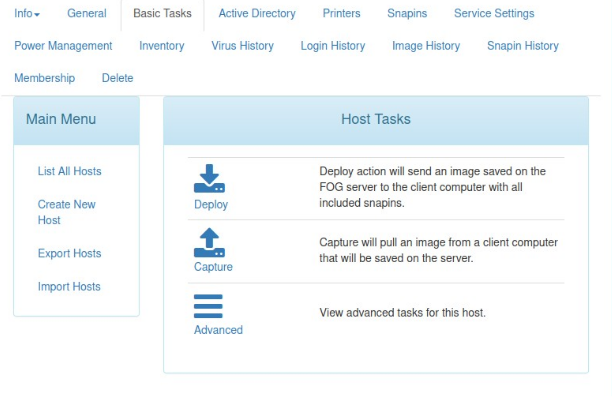 Info General Basic Tasks Active Directory Printers Snapins Service Settings
Power Management Inventory Virus History Login History Image History Snapin History
Membership Delete
Main Menu
List All Hosts
Create New
Host
Export Hosts
Import Hosts
Host Tasks
Deploy
Deploy action will send an image saved on the
FOG server to the client computer with all
included snapins.
Capture
Capture will pull an image from a client computer
that will be saved on the server.
Advanced
View advanced tasks for this host.